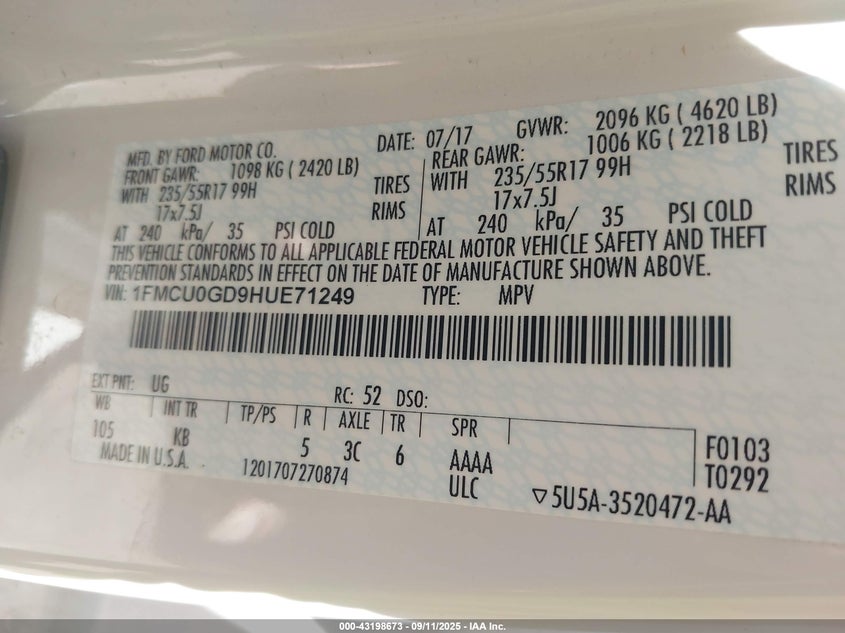 MFD. BY FORD MOTOR CO. DATE: 07/17 GVWR: 2096 KG ( 4620 LB)
FRONT GAWR: 1098 KG ( 2420 LB) REAR GAWR: 1006 KG ( 2218 LB)
WITH 235/55R17 99H TIRES WITH 235/55R17 99H TIRES
17x7.5J RIMS 17x7.5J RIMS
AT 240 kPa/ 35 PSI COLD AT 240 kPa/ 35 PSI COLD
THIS VEHICLE CONFORMS TO ALL APPLICABLE FEDERAL MOTOR VEHICLE SAFETY AND THEFT
PREVENTION STANDARDS IN EFFECT ON THE DATE OF MANUFACTURE SHOWN ABOVE.
VIN: 1FMCU0GD9HUE71249 TYPE: MPV
EXT PNT: UG RC: 52 DSO:
WB INT TR TP/PS R AXLE TR SPR
105 KB 5 3C 6 AAAA F0103
MADE IN U.S.A. 1201707270874 ULC T0292
▽5U5A-3520472-AA
000-43198673 - 09/11/2025 - IAA Inc.